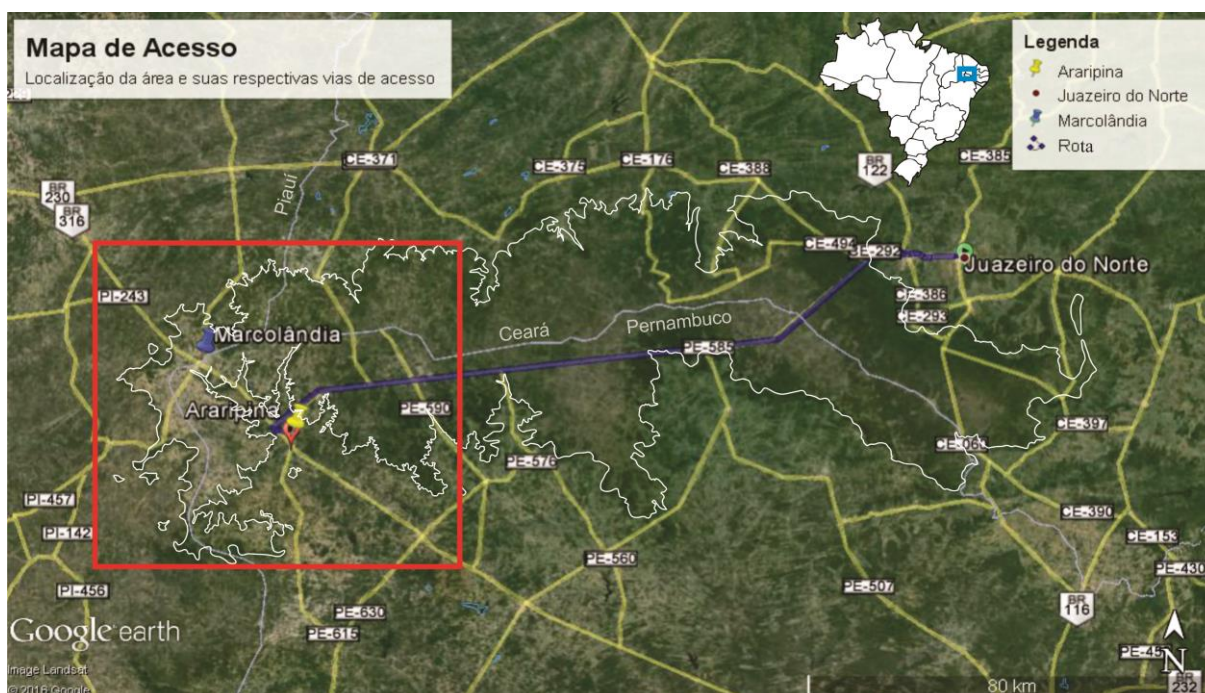 Mapa de Acesso
Localização da área e suas respectivas vias de acesso
Legenda
Araripina
Juazeiro do Norte
Marcolândia
Rota
CE-371
CE-375
CE-176
CE-388
BR
122
CE-385
BR
230
BR
316
Piauí
CE-494
CE-292
Juazeiro do Norte
PI-243
CE-386
CE-293
Marcolândia
Ceará
Pernambuco
PE-585
Araripina
PE-590
CE-397
CE-063
PE-576
PI-457
CE-390
PI-142
CE-153
PE-560
PE-430
PI-456
PE-507
BR
116
PE-630
PE-615
Google earth
N
Image Landsat
© 2016 Google
80 km
BR
232